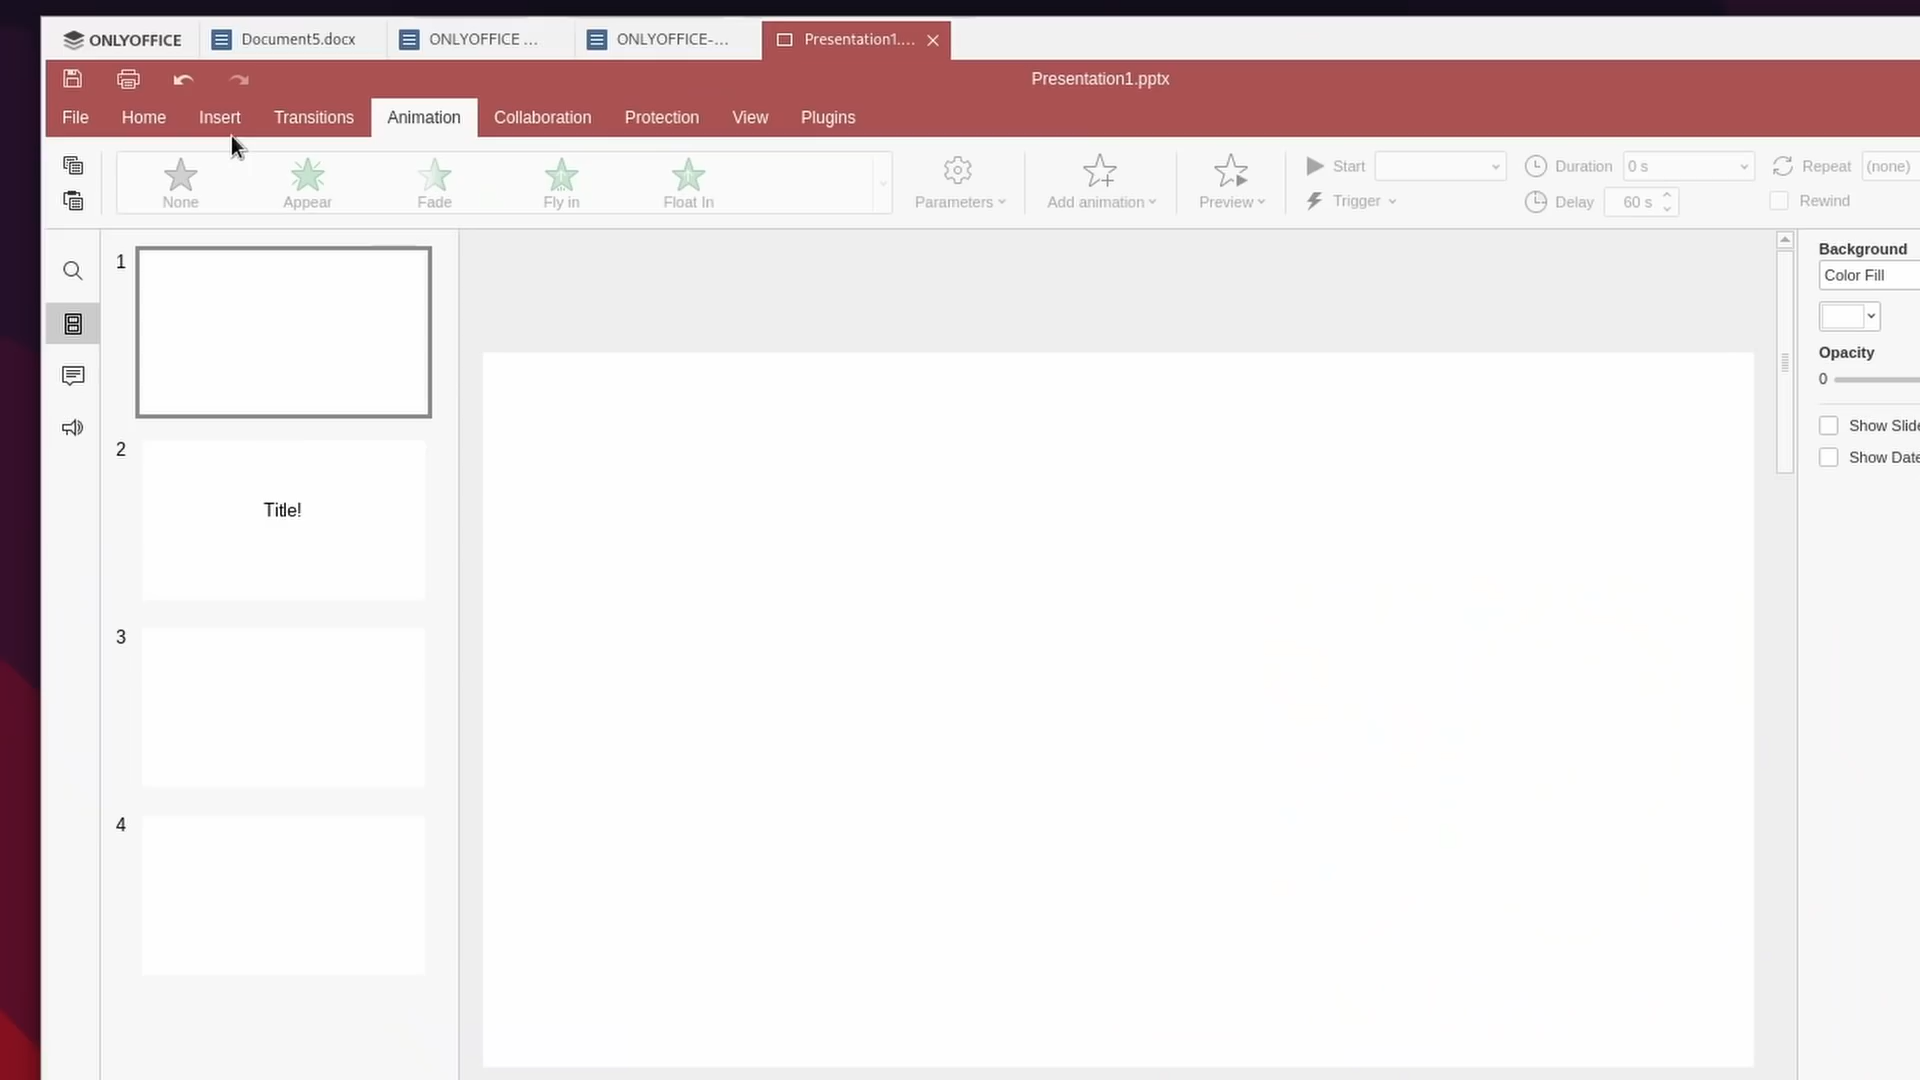 ONLYOFFICE Document5.docx ONLYOFFICE ... ONLYOFFICE-... Presentation1....
Presentation1.pptx
File Home Insert Transitions Animation Collaboration Protection View Plugins
None Appear Fade Fly in Float In Parameters Add animation Preview
Start Duration 0 s Repeat (none)
Trigger Delay 60 s Rewind
1
2
Title!
3
4
Background
Color Fill
Opacity
0
Show Slide
Show Date